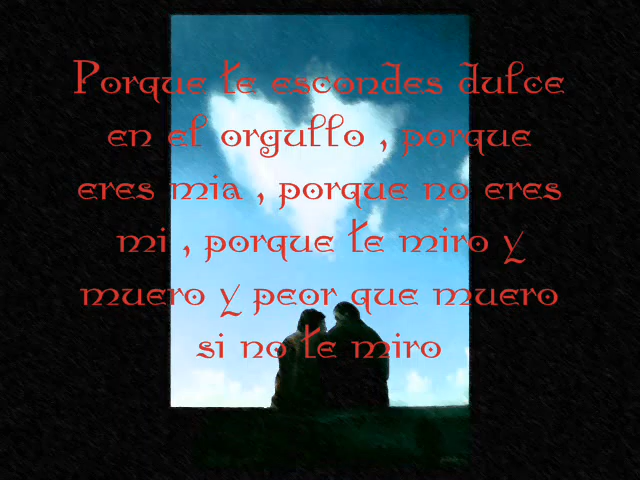 Porque te escondes dulce
en el orgullo , porque
eres mia , porque no eres
mi , porque te miro y
muero y peor que muero
si no te miro